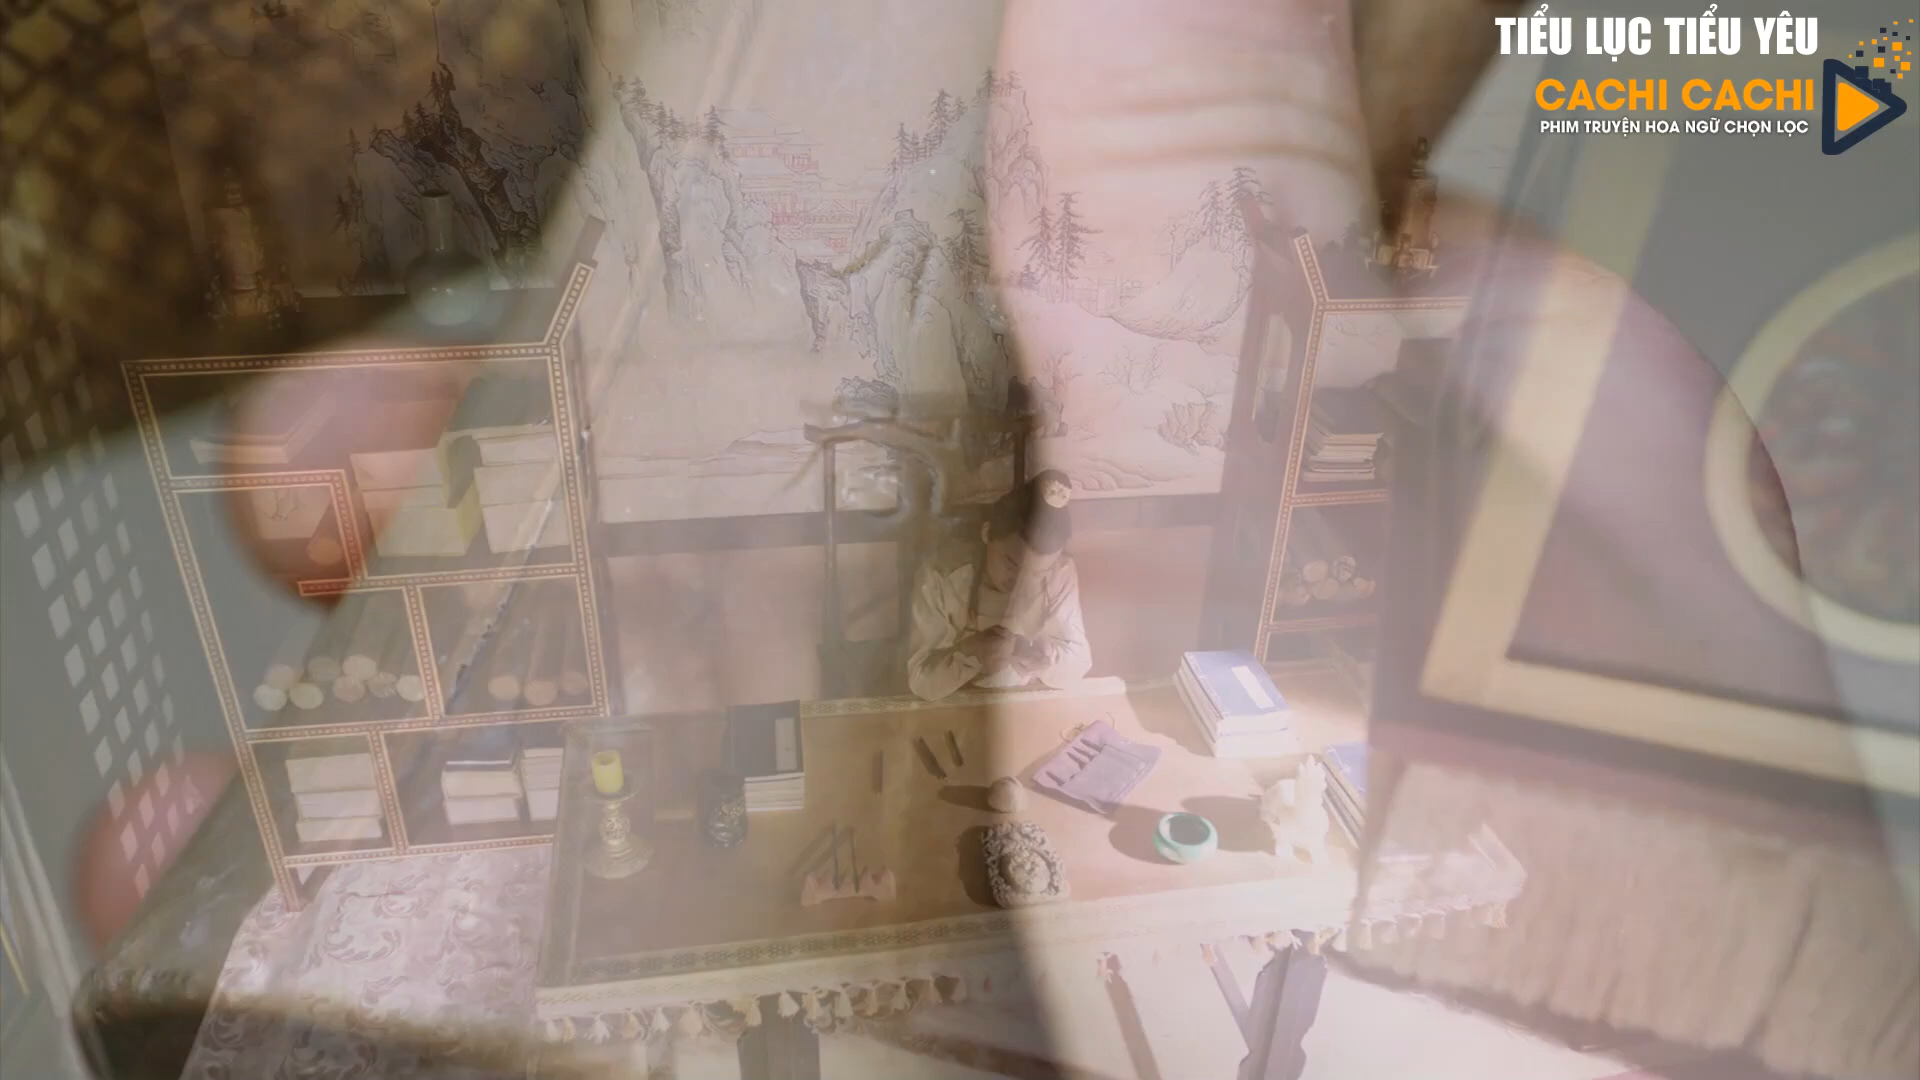 TIỂU LỤC TIỂU YÊU
CACHI CACHI
PHIM TRUYỆN HOA NGỮ CHỌN LỌC